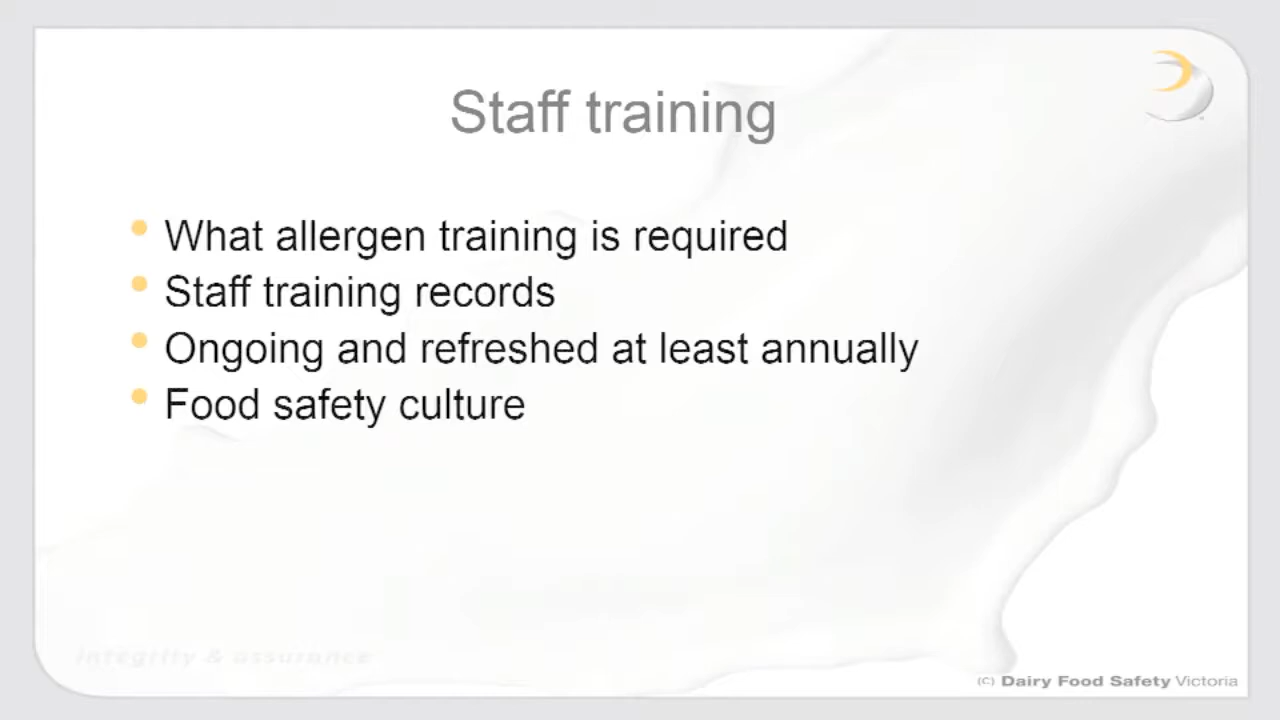 Staff training
• What allergen training is required
• Staff training records
• Ongoing and refreshed at least annually
• Food safety culture
integrity & assurance
(c) Dairy Food Safety Victoria